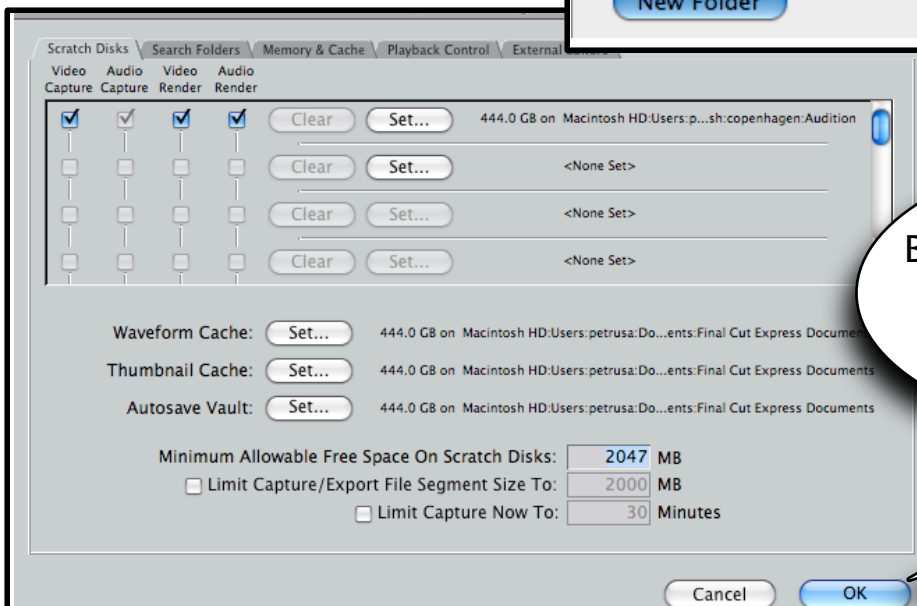 New Folder
Scratch Disks Search Folders Memory & Cache Playback Control External
Video Audio Video Audio
Capture Capture Render Render
Clear Set... 444.0 GB on Macintosh HD:Users:p...sh:copenhagen:Audition
Clear Set... <None Set>
Clear Set... <None Set>
Clear Set... <None Set>
B
Waveform Cache: Set... 444.0 GB on Macintosh HD:Users:petrusa:Do...ents:Final Cut Express Documents
Thumbnail Cache: Set... 444.0 GB on Macintosh HD:Users:petrusa:Do...ents:Final Cut Express Documents
Autosave Vault: Set... 444.0 GB on Macintosh HD:Users:petrusa:Do...ents:Final Cut Express Documents
Minimum Allowable Free Space On Scratch Disks: 2047 MB
Limit Capture/Export File Segment Size To: 2000 MB
Limit Capture Now To: 30 Minutes
Cancel OK